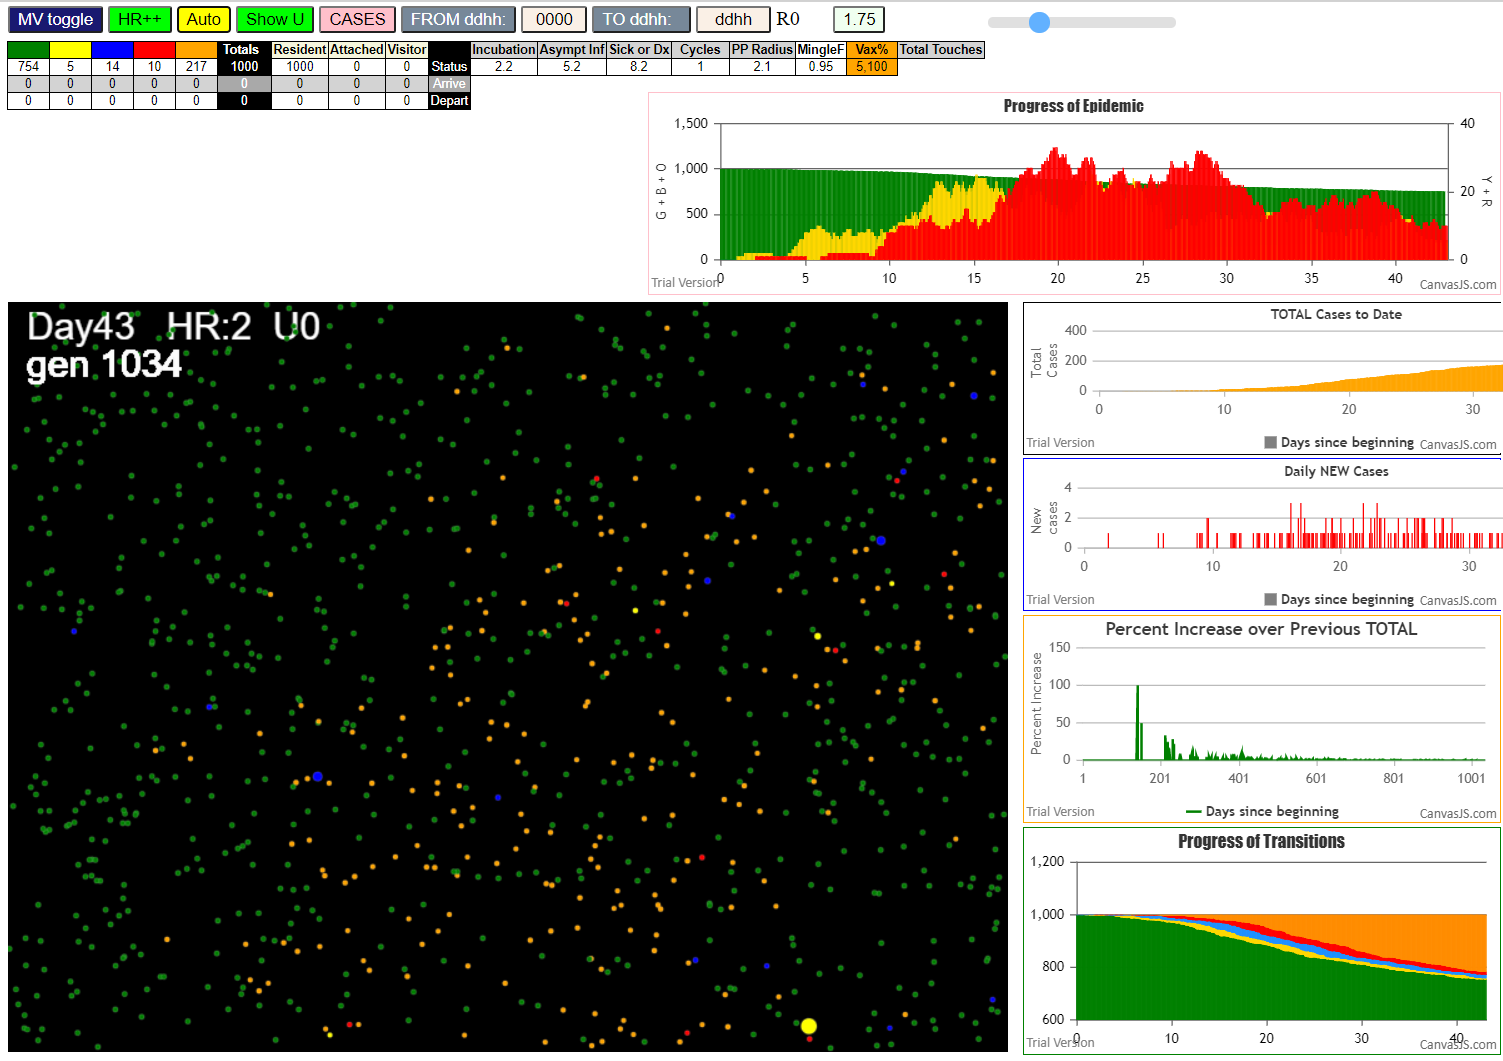 MV toggle HR++ Auto Show U CASES FROM ddhh: 0000 TO ddhh: ddhh R0 1.75
Totals Resident Attached Visitor Incubation Asympt Inf Sick or Dx Cycles PP Radius MingleF Vax% Total Touches
754 5 14 10 217 1000 1000 0 0 Status 2.2 5.2 8.2 1 2.1 0.95 5,100
0 0 0 0 0 0 0 0 0 Arrive
0 0 0 0 0 0 0 0 0 Depart
Progress of Epidemic
1,500 40
1,000
20
500
0 0
G + B + O
Y + R
0 5 10 15 20 25 30 35 40
Trial Version CanvasJS.com
Day43 HR:2 U0
gen 1034
TOTAL Cases to Date
400
200
0
Total Cases
0 10 20 30
Days since beginning
Trial Version CanvasJS.com
Daily NEW Cases
4
2
0
New cases
0 10 20 30
Days since beginning
Trial Version CanvasJS.com
Percent Increase over Previous TOTAL
150
100
50
0
Percent Increase
1 201 401 601 801 1001
Days since beginning
Trial Version CanvasJS.com
Progress of Transitions
1,200
1,000
800
600
0 10 20 30 40
Trial Version CanvasJS.com